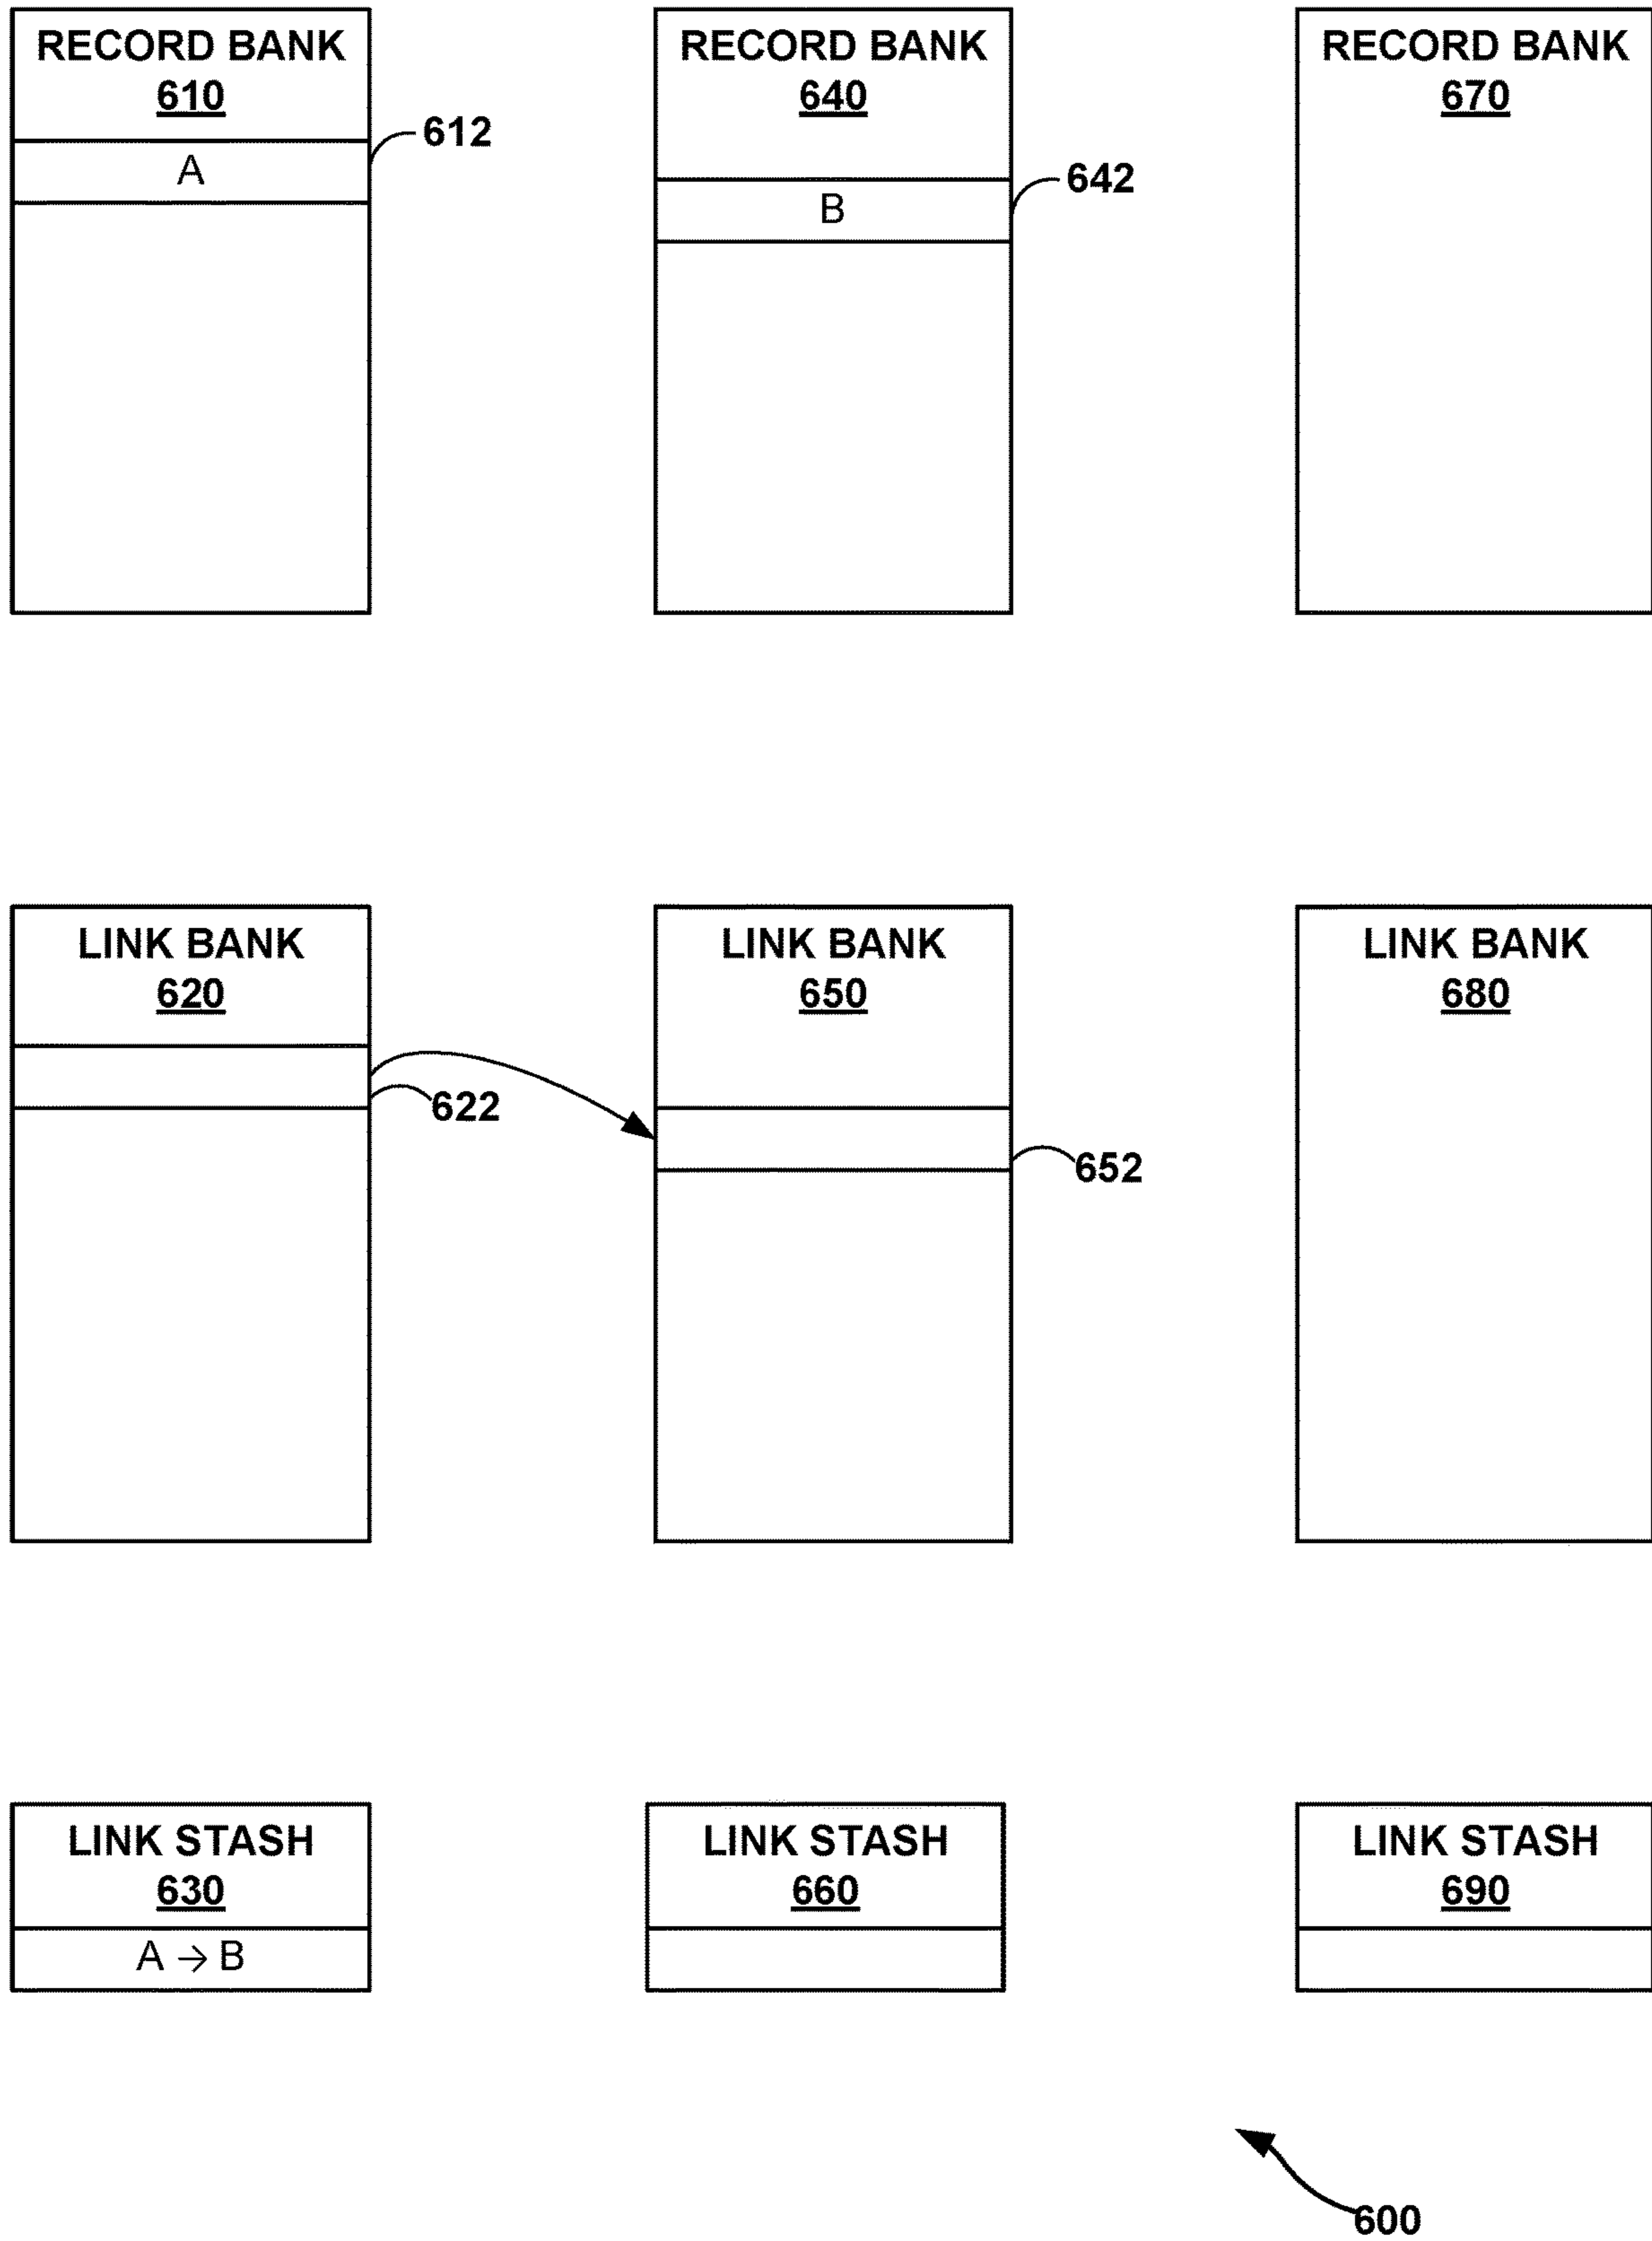 RECORD BANK
610
A
612
RECORD BANK
640
B
642
RECORD BANK
670
LINK BANK
620
622
LINK BANK
650
652
LINK BANK
680
LINK STASH
630
A → B
LINK STASH
660
LINK STASH
690
600